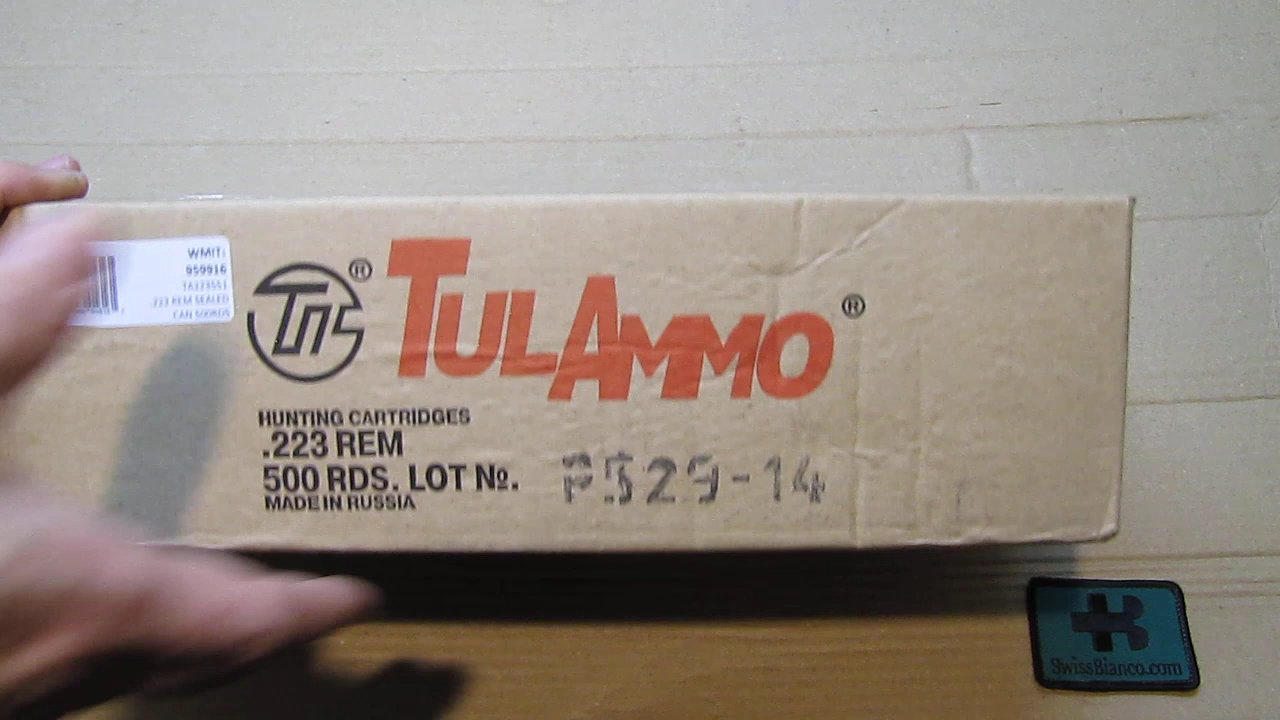 WMIT:
959916
TA223551
.223 REM SEALED
CAN 500RDS
® TULAMMO ®
HUNTING CARTRIDGES
.223 REM
500 RDS. LOT №. P529-14
MADE IN RUSSIA
SwissBianco.com